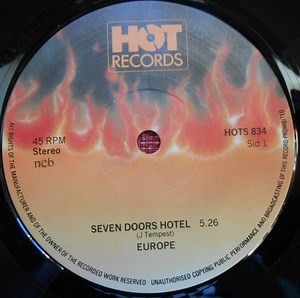 HOT
RECORDS
45 RPM
Stereo
ncb
HOTS 834
Sid 1
SEVEN DOORS HOTEL 5.26
(J Tempest)
EUROPE
ALL RIGHTS OF THE MANUFACTURER AND OF THE OWNER OF THE RECORDED WORK RESERVED · UNAUTHORISED COPYING PUBLIC PERFORMANCE AND BROADCASTING OF THIS RECORD PROHIBITED